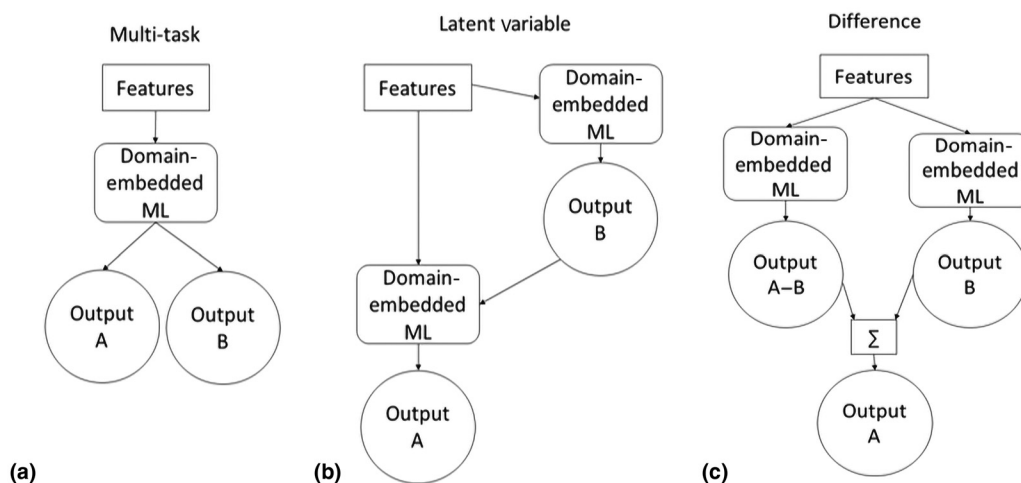 Multi-task
Features
Domain-
embedded
ML
Output
A
Output
B
(a)
Latent variable
Features
Domain-
embedded
ML
Output
B
Domain-
embedded
ML
Output
A
(b)
Difference
Features
Domain-
embedded
ML
Domain-
embedded
ML
Output
A–B
Output
B
Σ
Output
A
(c)